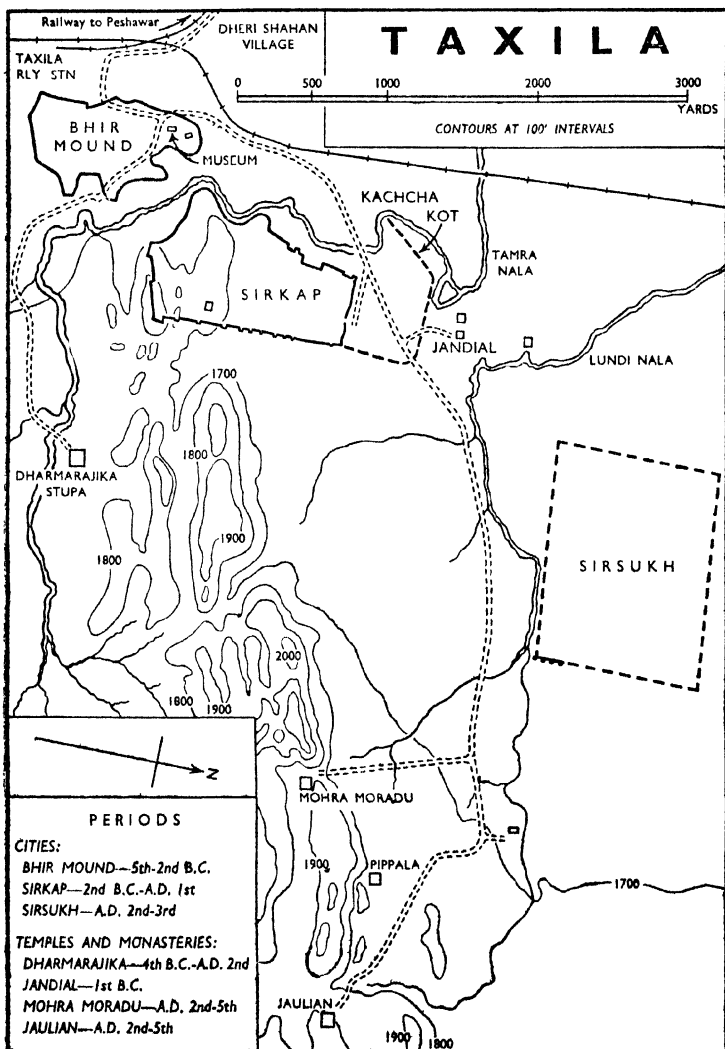 Railway to Peshawar
DHERI SHAHAN
VILLAGE
TAXILA
RLY STN
TAXILA
0 500 1000 2000 3000
YARDS
CONTOURS AT 100' INTERVALS
BHIR
MOUND
MUSEUM
KACHCHA
KOT
TAMRA
NALA
SIRKAP
JANDIAL
LUNDI NALA
1700
1800
DHARMARAJIKA
STUPA
1900
1800
SIRSUKH
2000
1800
1900
N
MOHRA MORADU
1900
PIPPALA
1700
JAULIAN
1900
1800
PERIODS
CITIES:
BHIR MOUND—5th-2nd B.C.
SIRKAP—2nd B.C.-A.D. 1st
SIRSUKH—A.D. 2nd-3rd
TEMPLES AND MONASTERIES:
DHARMARAJIKA—4th B.C.-A.D. 2nd
JANDIAL—1st B.C.
MOHRA MORADU—A.D. 2nd-5th
JAULIAN—A.D. 2nd-5th